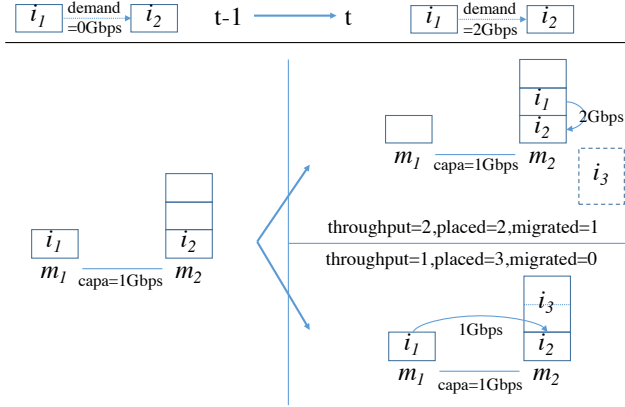 i1 demand =0Gbps i2 t-1 t i1 demand =2Gbps i2
i1
i2
2Gbps
m1 capa=1Gbps m2
i3
throughput=2,placed=2,migrated=1
i1
i2
m1 capa=1Gbps m2
throughput=1,placed=3,migrated=0
i3
1Gbps
i1
i2
m1 capa=1Gbps m2